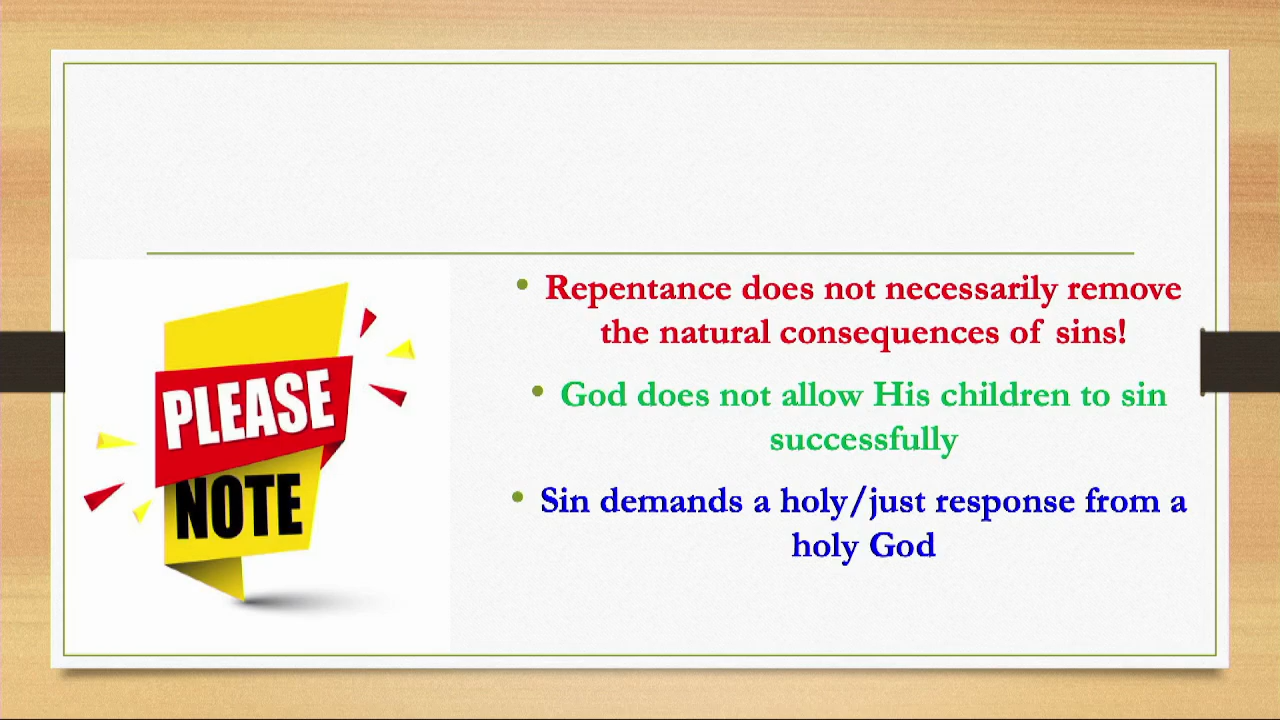 PLEASE
NOTE
• Repentance does not necessarily remove
the natural consequences of sins!
• God does not allow His children to sin
successfully
• Sin demands a holy/just response from a
holy God